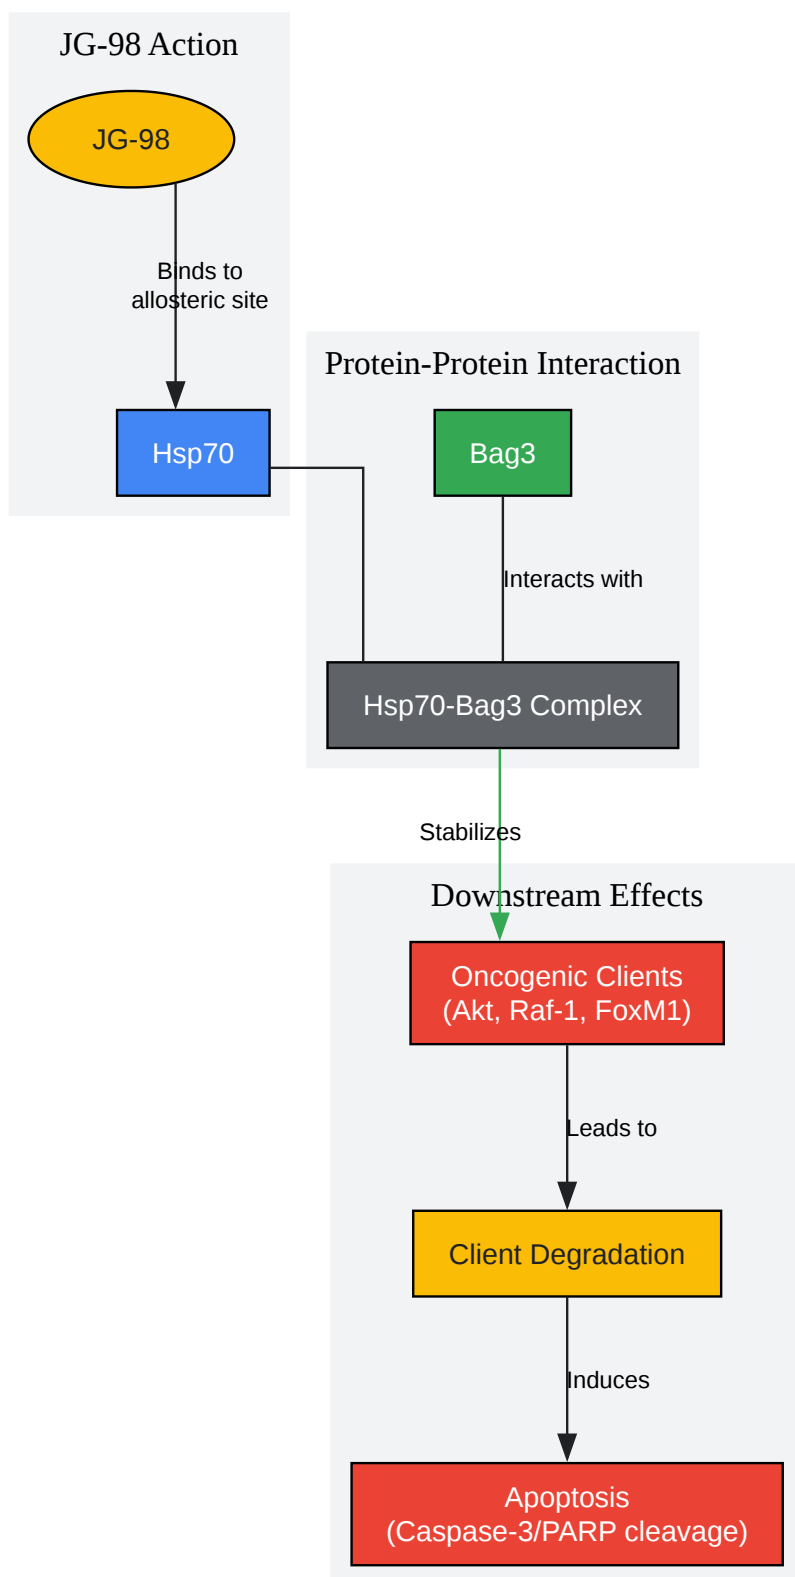 JG-98 Action
JG-98
Binds to
allosteric site
Protein-Protein Interaction
Hsp70
Bag3
Interacts with
Hsp70-Bag3 Complex
Stabilizes
Downstream Effects
Oncogenic Clients
(Akt, Raf-1, FoxM1)
Leads to
Client Degradation
Induces
Apoptosis
(Caspase-3/PARP cleavage)